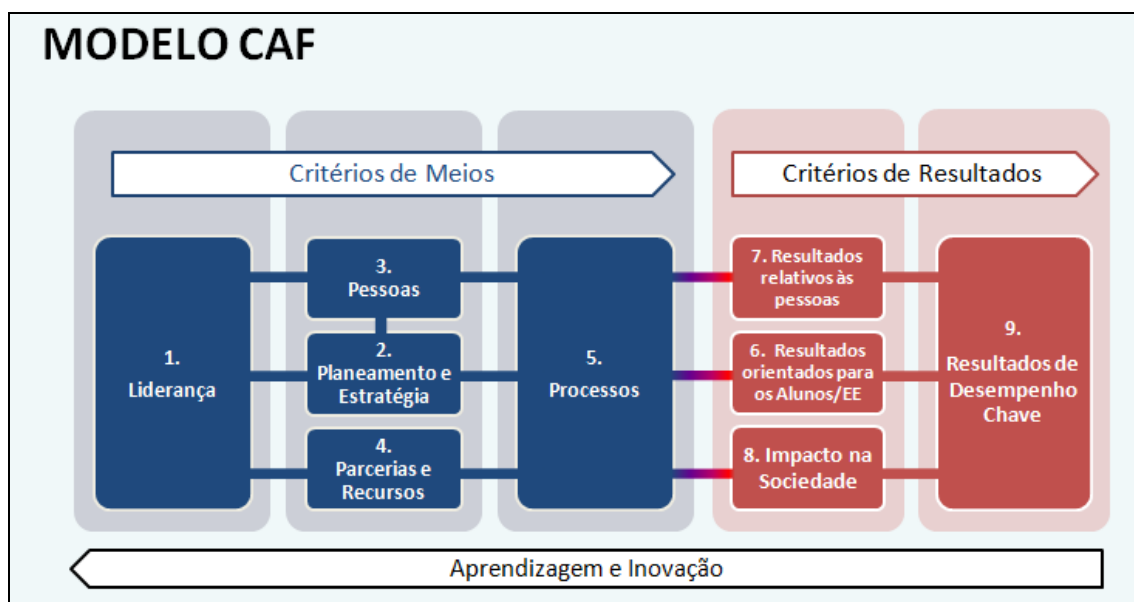 MODELO CAF
Critérios de Meios
Critérios de Resultados
1.
Liderança
3.
Pessoas
2.
Planeamento e
Estratégia
4.
Parcerias e
Recursos
5.
Processos
7. Resultados
relativos às
pessoas
6. Resultados
orientados para
os Alunos/EE
8. Impacto na
Sociedade
9.
Resultados de
Desempenho
Chave
Aprendizagem e Inovação